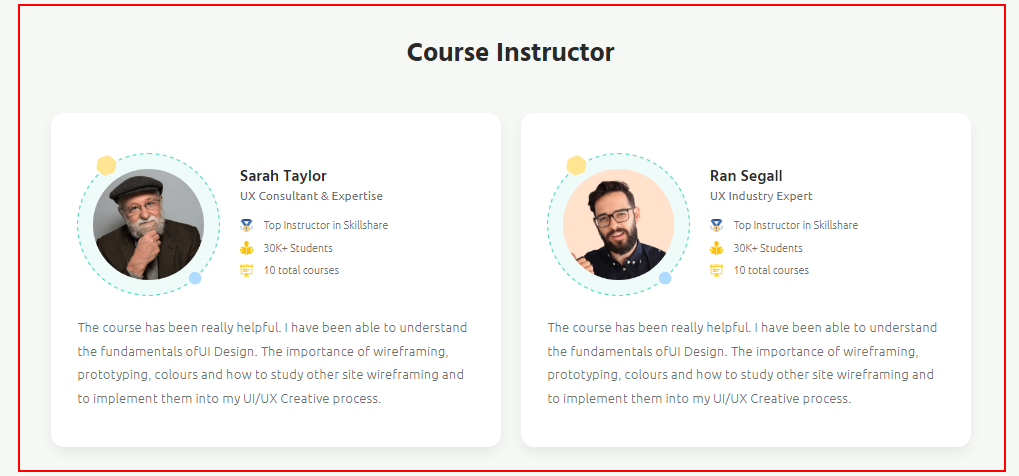 Course Instructor
Sarah Taylor
UX Consultant & Expertise
Top Instructor in Skillshare
30K+ Students
10 total courses
The course has been really helpful. I have been able to understand
the fundamentals ofUI Design. The importance of wireframing,
prototyping, colours and how to study other site wireframing and
to implement them into my UI/UX Creative process.
Ran Segall
UX Industry Expert
Top Instructor in Skillshare
30K+ Students
10 total courses
The course has been really helpful. I have been able to understand
the fundamentals ofUI Design. The importance of wireframing,
prototyping, colours and how to study other site wireframing and
to implement them into my UI/UX Creative process.